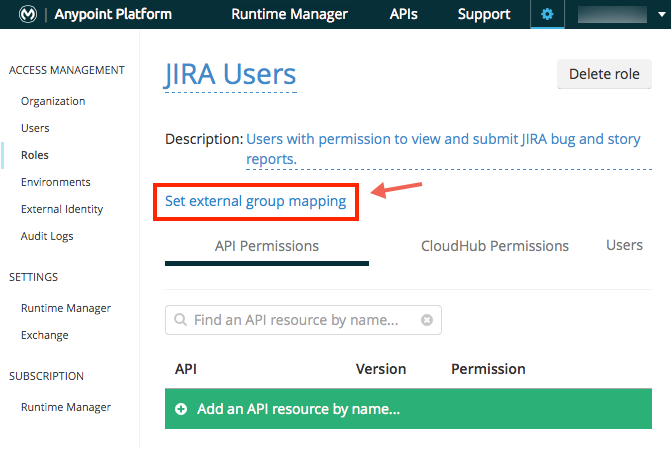 Anypoint Platform
Runtime Manager
APIs
Support
ACCESS MANAGEMENT
Organization
Users
Roles
Environments
External Identity
Audit Logs
SETTINGS
Runtime Manager
Exchange
SUBSCRIPTION
Runtime Manager
JIRA Users
Delete role
Description: Users with permission to view and submit JIRA bug and story
reports.
Set external group mapping
API Permissions
CloudHub Permissions
Users
Find an API resource by name...
API Version Permission
Add an API resource by name...